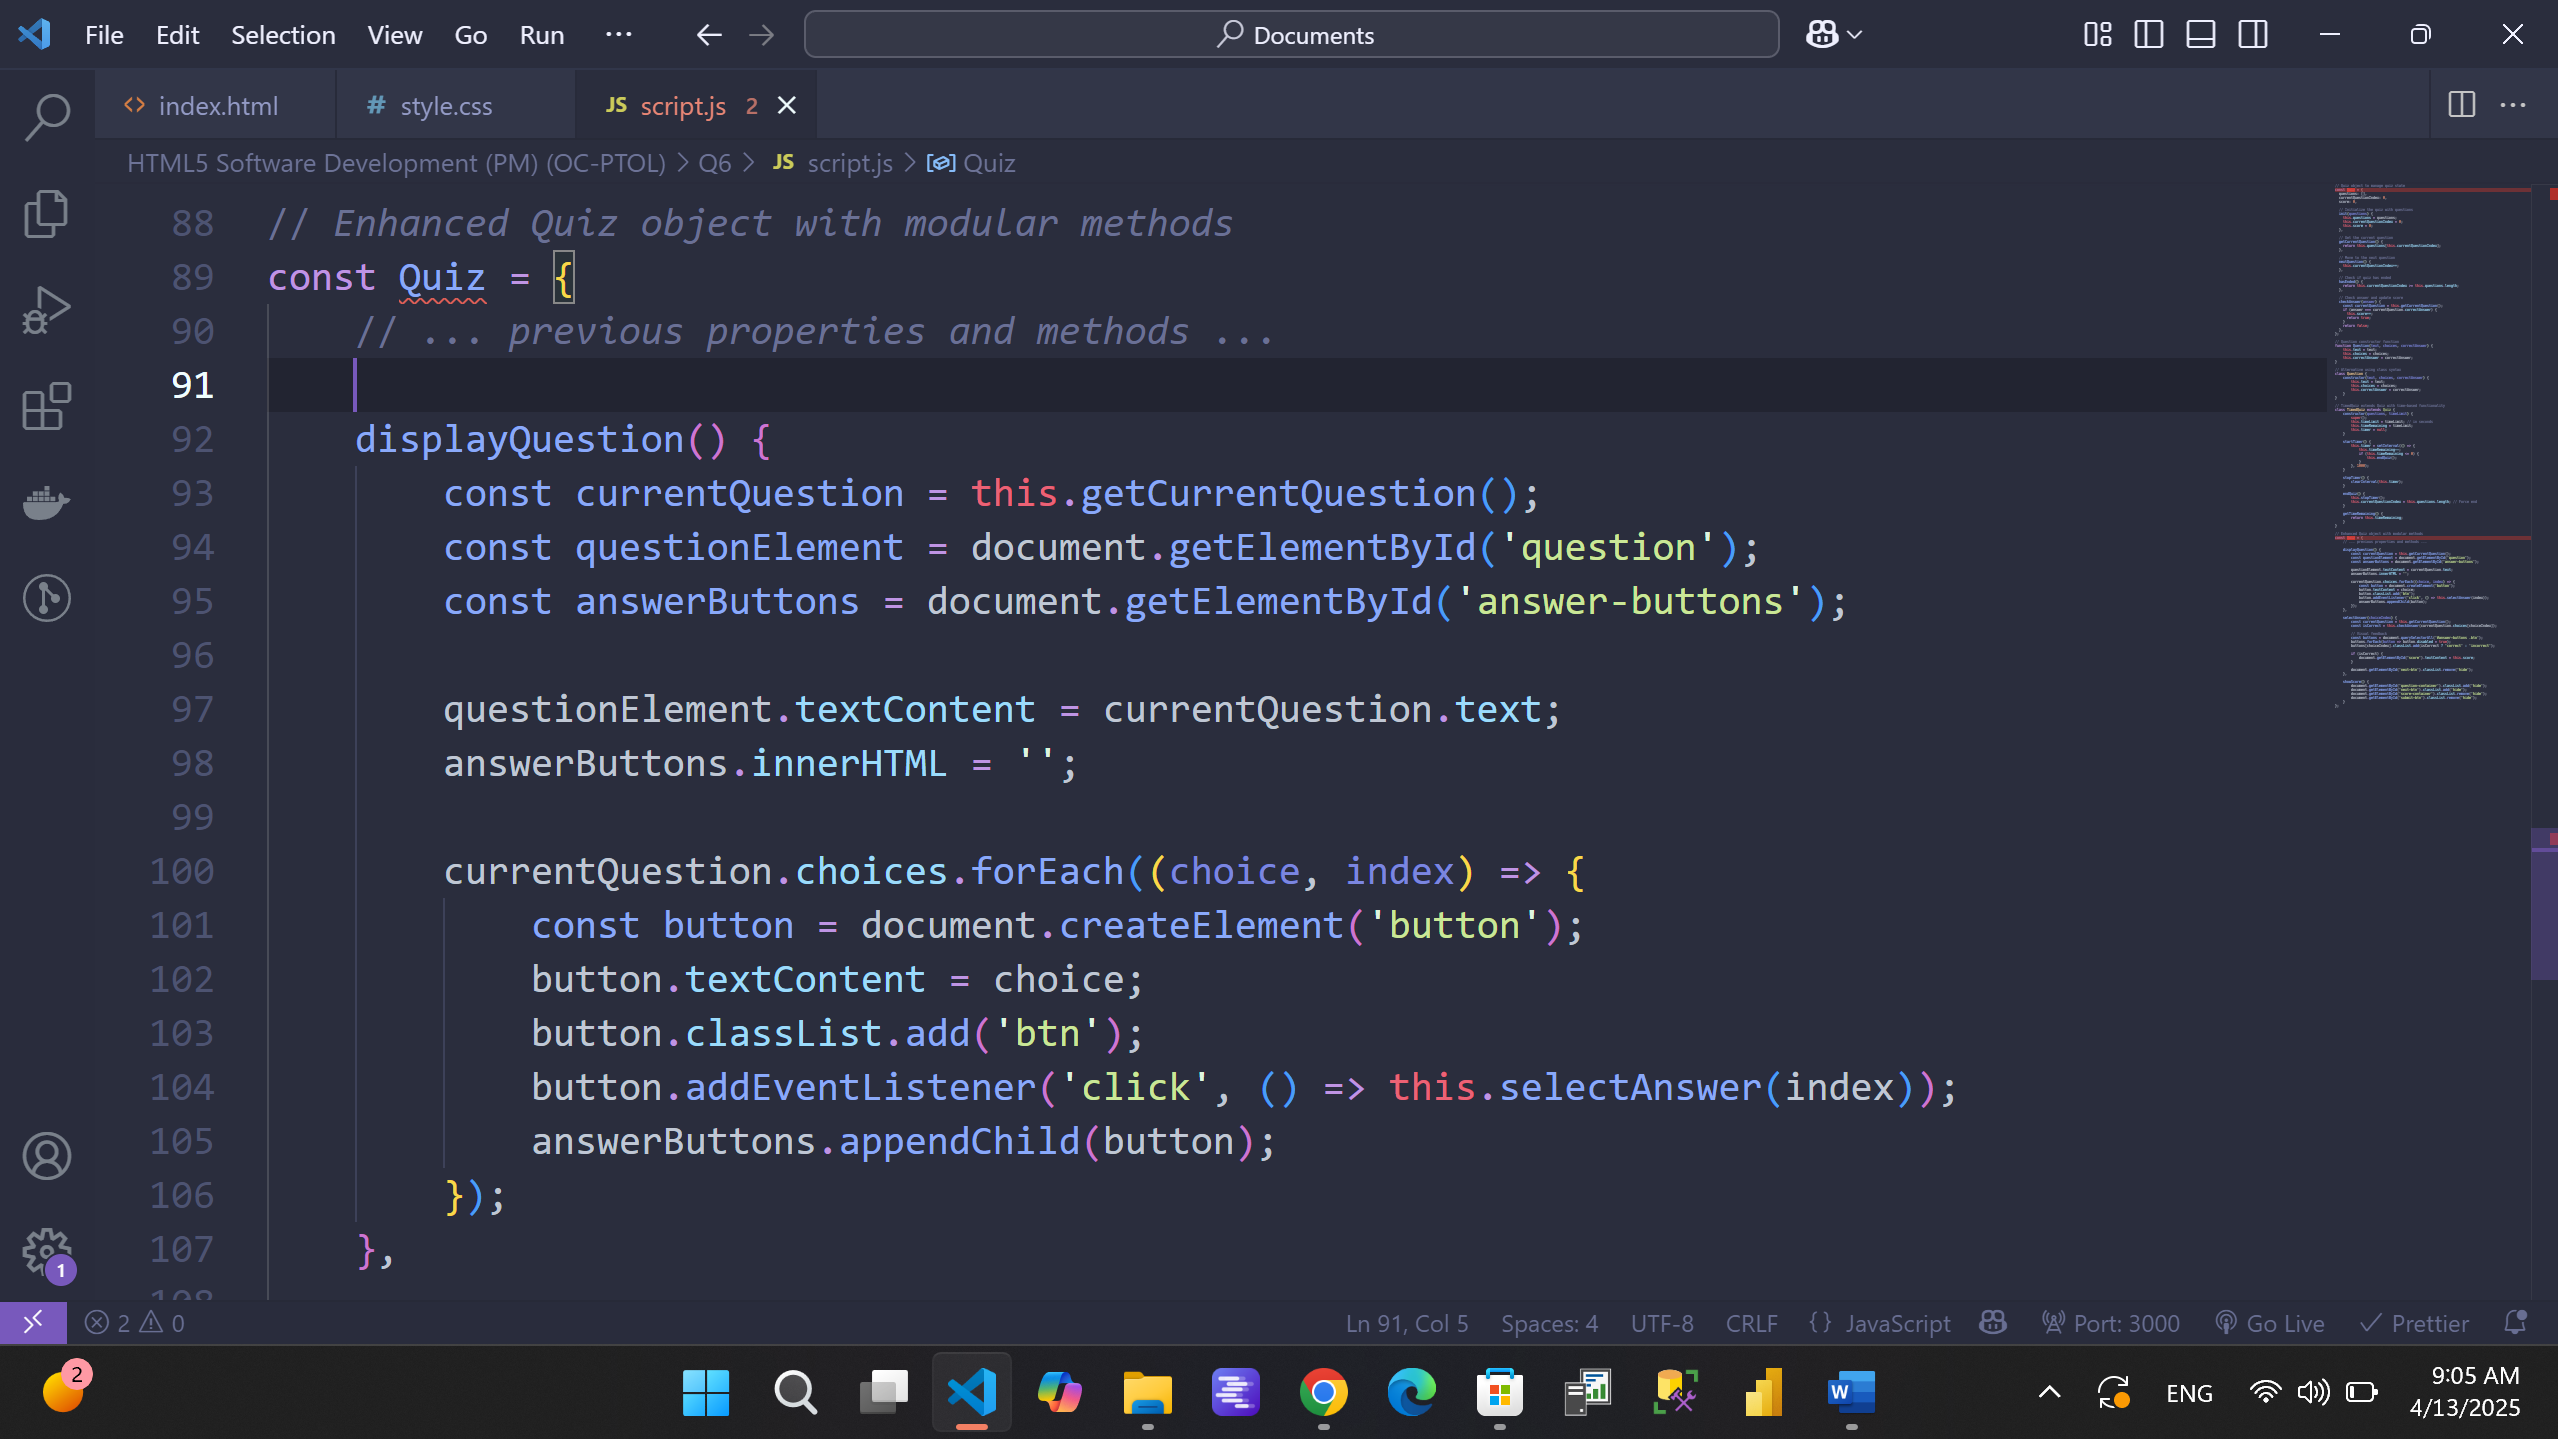 File Edit Selection View Go Run ... Documents
index.html style.css JS script.js 2
HTML5 Software Development (PM) (OC-PTOL) > Q6 > JS script.js > Quiz
88 // Enhanced Quiz object with modular methods
89 const Quiz = {
90 // ... previous properties and methods ...
91
92 displayQuestion() {
93 const currentQuestion = this.getCurrentQuestion();
94 const questionElement = document.getElementById('question');
95 const answerButtons = document.getElementById('answer-buttons');
96
97 questionElement.textContent = currentQuestion.text;
98 answerButtons.innerHTML = '';
99
100 currentQuestion.choices.forEach((choice, index) => {
101 const button = document.createElement('button');
102 button.textContent = choice;
103 button.classList.add('btn');
104 button.addEventListener('click', () => this.selectAnswer(index));
105 answerButtons.appendChild(button);
106 });
107 },
108
1
2 0 Ln 91, Col 5 Spaces: 4 UTF-8 CRLF {} JavaScript Port: 3000 Go Live Prettier
2 ENG 9:05 AM
4/13/2025